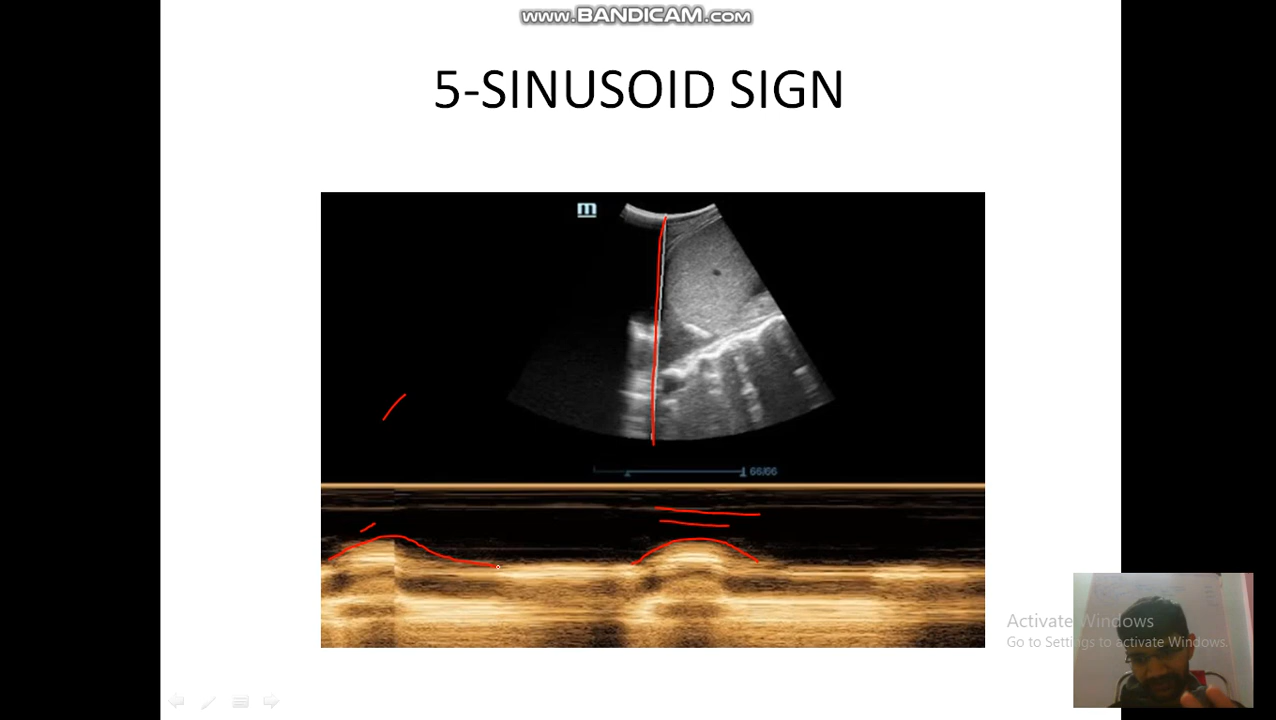 www.BANDICAM.com
5-SINUSOID SIGN
m
66/66
Activate Windows
Go to Settings to activate Windows.